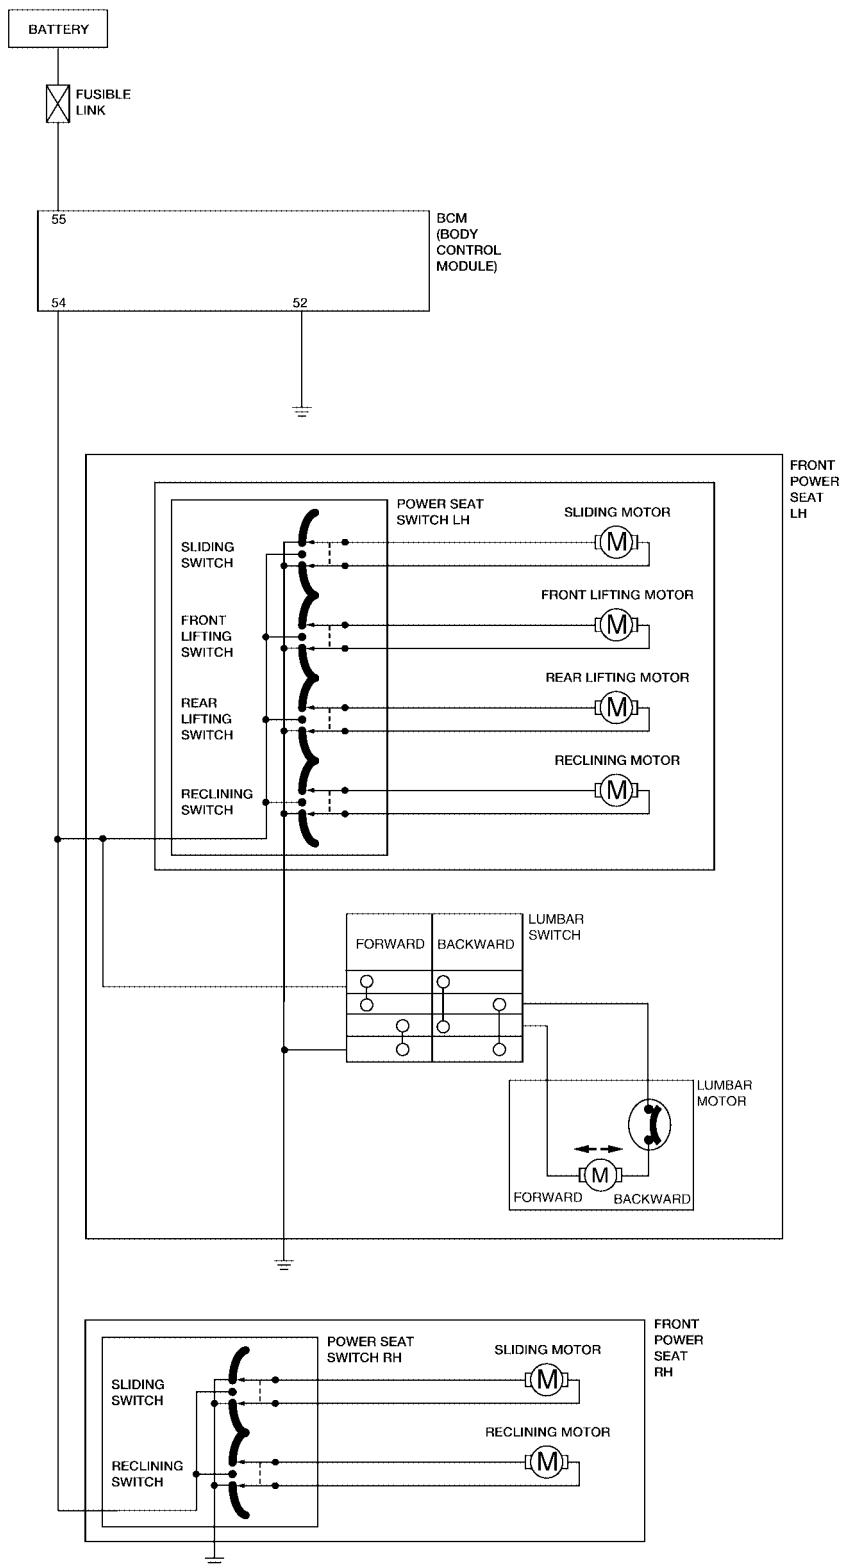 BATTERY
FUSIBLE
LINK
55
BCM
(BODY
CONTROL
MODULE)
54
52
FRONT
POWER
SEAT
LH
POWER SEAT
SWITCH LH
SLIDING MOTOR
M
SLIDING
SWITCH
FRONT LIFTING MOTOR
M
FRONT
LIFTING
SWITCH
REAR LIFTING MOTOR
M
REAR
LIFTING
SWITCH
RECLINING MOTOR
M
RECLINING
SWITCH
LUMBAR
SWITCH
FORWARD
BACKWARD
LUMBAR
MOTOR
M
FORWARD
BACKWARD
FRONT
POWER
SEAT
RH
POWER SEAT
SWITCH RH
SLIDING MOTOR
M
SLIDING
SWITCH
RECLINING MOTOR
M
RECLINING
SWITCH